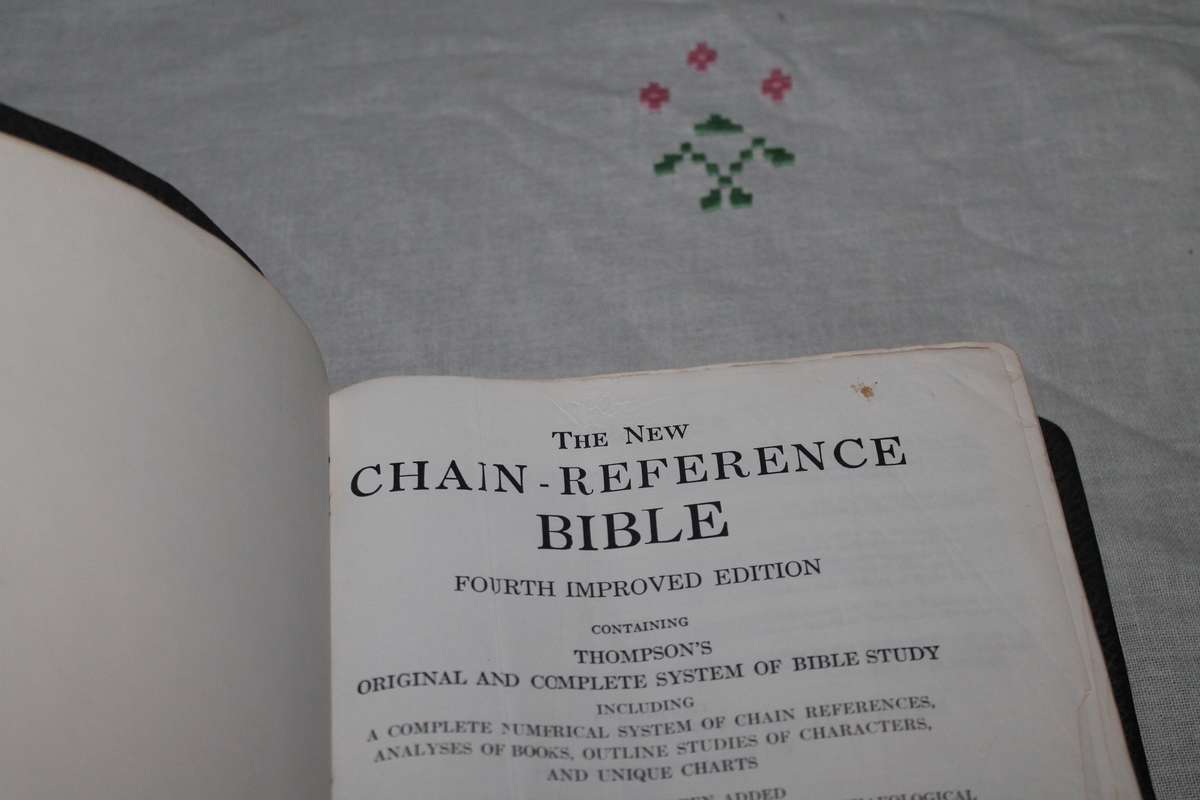 THE NEW
CHAIN-REFERENCE
BIBLE
FOURTH IMPROVED EDITION
CONTAINING
THOMPSON'S
ORIGINAL AND COMPLETE SYSTEM OF BIBLE STUDY
INCLUDING
A COMPLETE NUMERICAL SYSTEM OF CHAIN REFERENCES,
ANALYSES OF BOOKS, OUTLINE STUDIES OF CHARACTERS,
AND UNIQUE CHARTS
ADDED